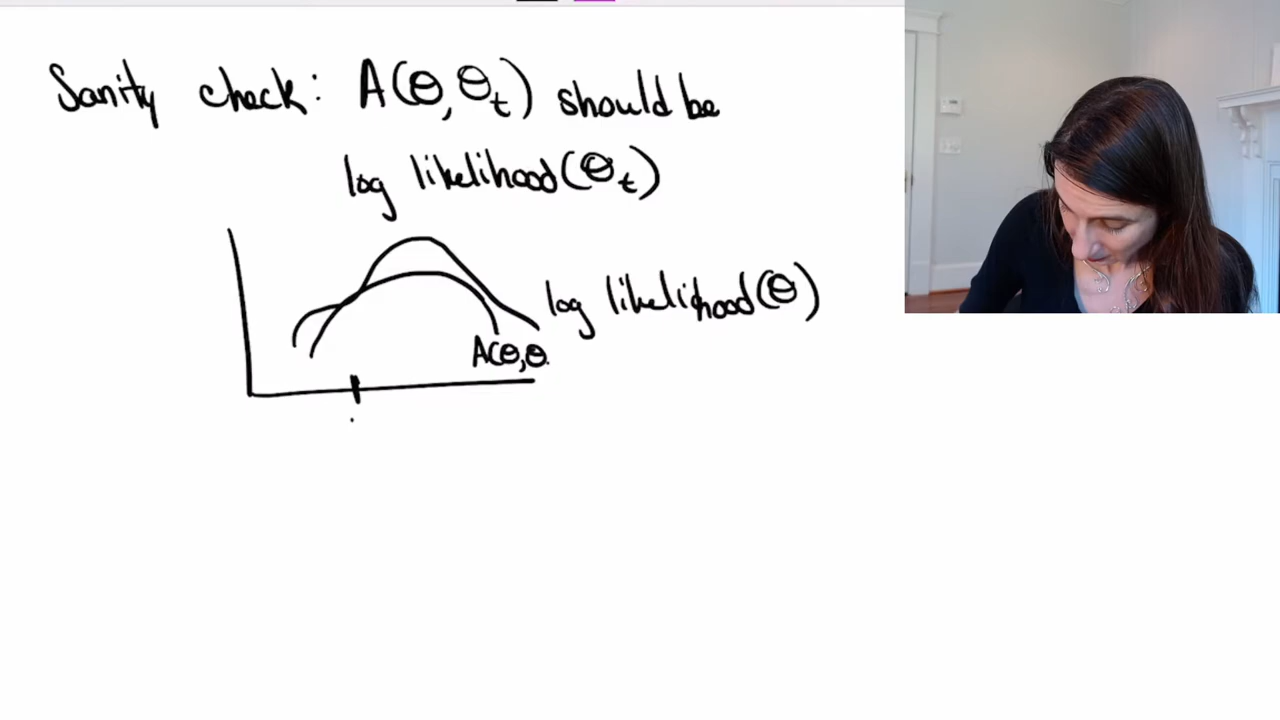 Sanity check: A(θ, θt) should be
log likelihood(θt)
log likelihood(θ)
A(θ,θ.